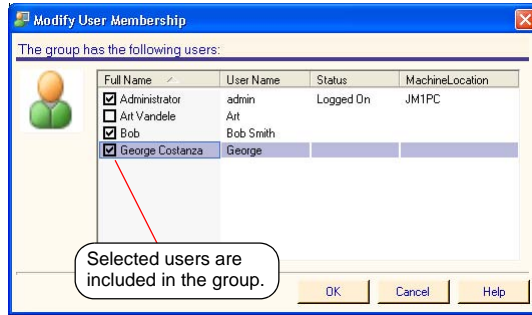 Modify User Membership
The group has the following users:
Full Name User Name Status MachineLocation
Administrator admin Logged On JM1PC
Art Vandele Art
Bob Bob Smith
George Costanza George
Selected users are
included in the group.
OK Cancel Help